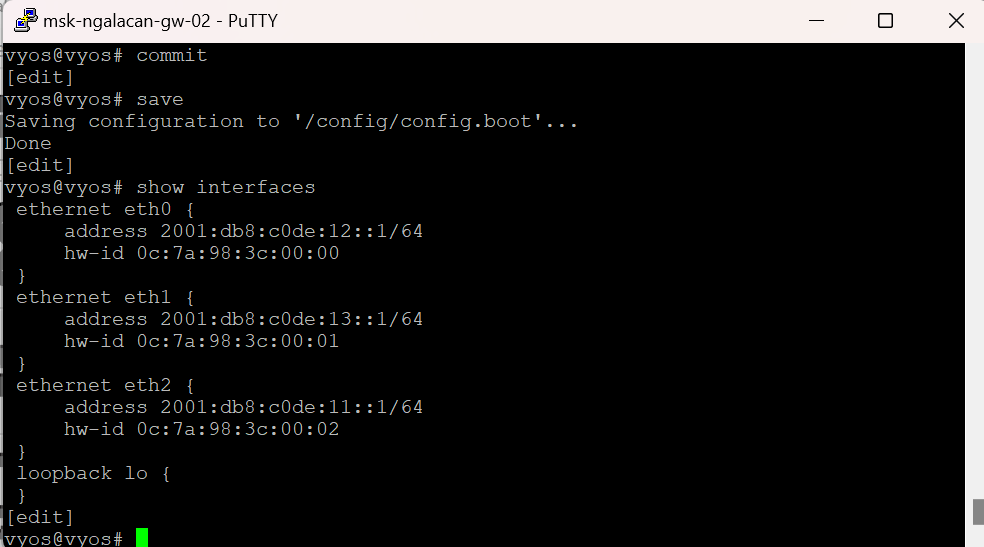 msk-ngalacan-gw-02 - PuTTY
vyos@vyos# commit
[edit]
vyos@vyos# save
Saving configuration to '/config/config.boot'...
Done
[edit]
vyos@vyos# show interfaces
 ethernet eth0 {
     address 2001:db8:c0de:12::1/64
     hw-id 0c:7a:98:3c:00:00
 }
 ethernet eth1 {
     address 2001:db8:c0de:13::1/64
     hw-id 0c:7a:98:3c:00:01
 }
 ethernet eth2 {
     address 2001:db8:c0de:11::1/64
     hw-id 0c:7a:98:3c:00:02
 }
 loopback lo {
 }
[edit]
vyos@vyos#